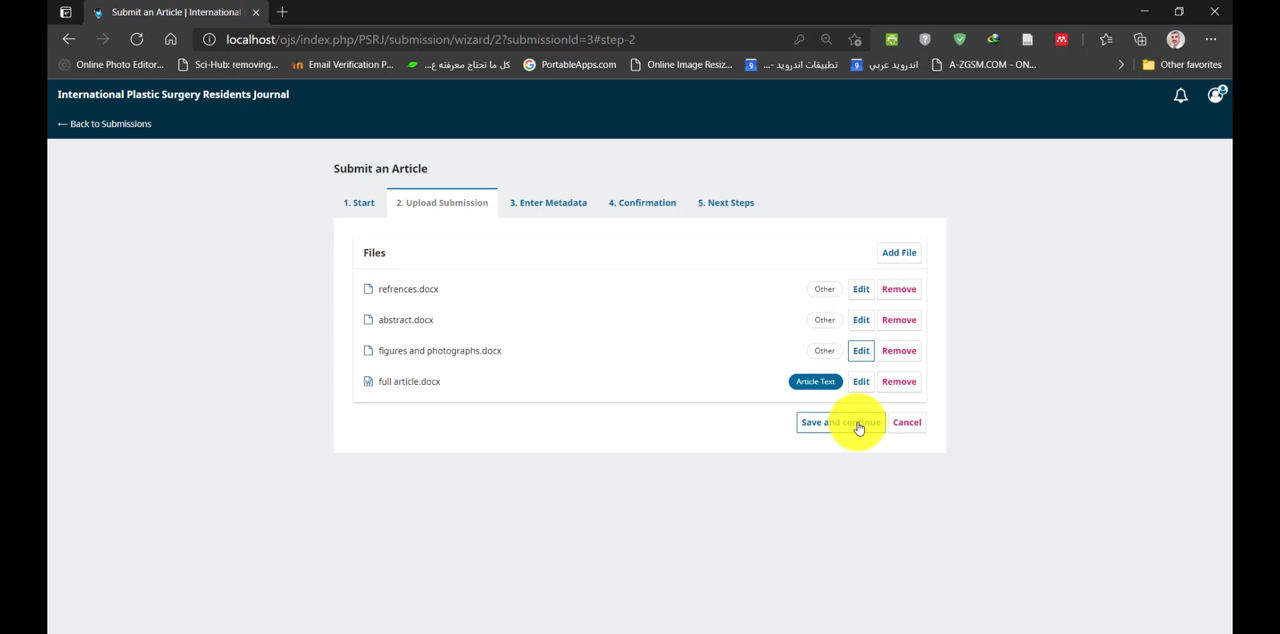 Submit an Article | International
localhost/ojs/index.php/PSRJ/submission/wizard/2?submissionId=3#step-2
Online Photo Editor... Sci-Hub: removing... Email Verification P... كل ما تحتاج معرفته ع... PortableApps.com Online Image Resiz... تطبيقات اندرويد -... اندرويد عربي A-ZGSM.COM - ON... Other favorites
International Plastic Surgery Residents Journal
← Back to Submissions
Submit an Article
1. Start 2. Upload Submission 3. Enter Metadata 4. Confirmation 5. Next Steps
Files Add File
refrences.docx Other Edit Remove
abstract.docx Other Edit Remove
figures and photographs.docx Other Edit Remove
full article.docx Article Text Edit Remove
Save and continue Cancel